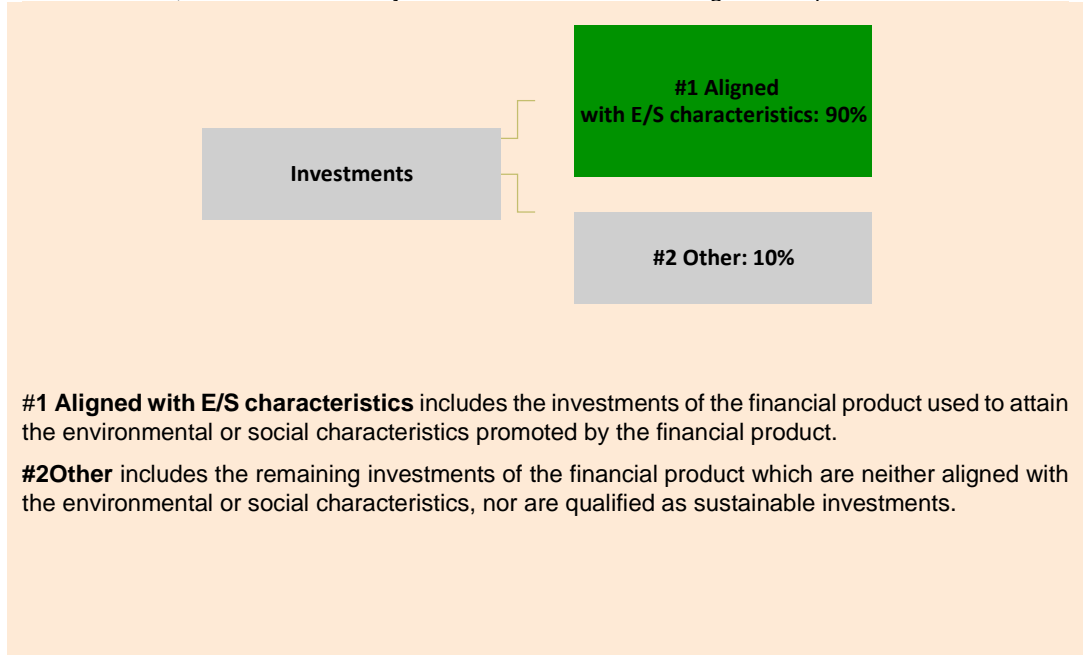 #1 Aligned
with E/S characteristics: 90%
Investments
#2 Other: 10%
#1 Aligned with E/S characteristics includes the investments of the financial product used to attain
the environmental or social characteristics promoted by the financial product.
#2Other includes the remaining investments of the financial product which are neither aligned with
the environmental or social characteristics, nor are qualified as sustainable investments.